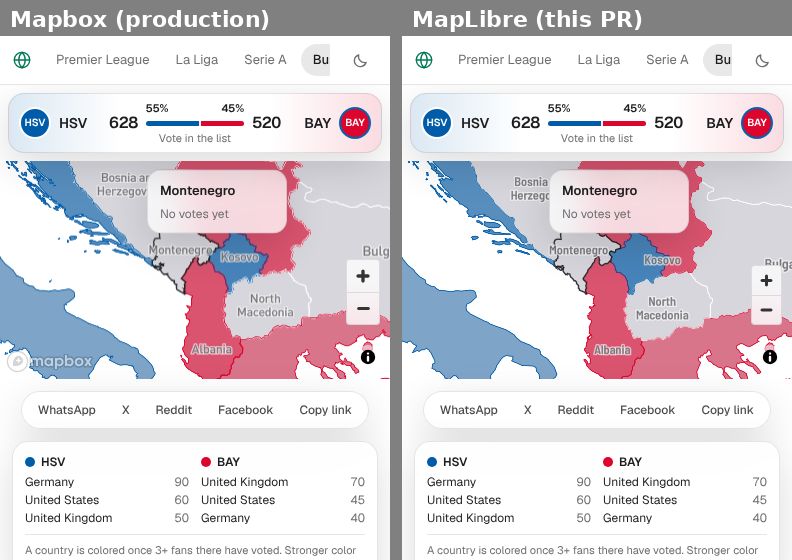 Mapbox (production)
Premier League La Liga Serie A Bu
HSV HSV 628 55% 45% 520 BAY BAY
Vote in the list
Bosnia an
Herzegov
Montenegro
No votes yet
Montenegro
Kosovo
Bulg
North
Macedonia
Albania
+
−
mapbox
i
WhatsApp X Reddit Facebook Copy link
HSV BAY
Germany 90 United Kingdom 70
United States 60 United States 45
United Kingdom 50 Germany 40
A country is colored once 3+ fans there have voted. Stronger color
MapLibre (this PR)
Premier League La Liga Serie A Bu
HSV HSV 628 55% 45% 520 BAY BAY
Vote in the list
Bosnia
Herzego
Montenegro
No votes yet
Montenegro
Kosovo
Bulga
North
Macedonia
Albania
+
−
i
WhatsApp X Reddit Facebook Copy link
HSV BAY
Germany 90 United Kingdom 70
United States 60 United States 45
United Kingdom 50 Germany 40
A country is colored once 3+ fans there have voted. Stronger color